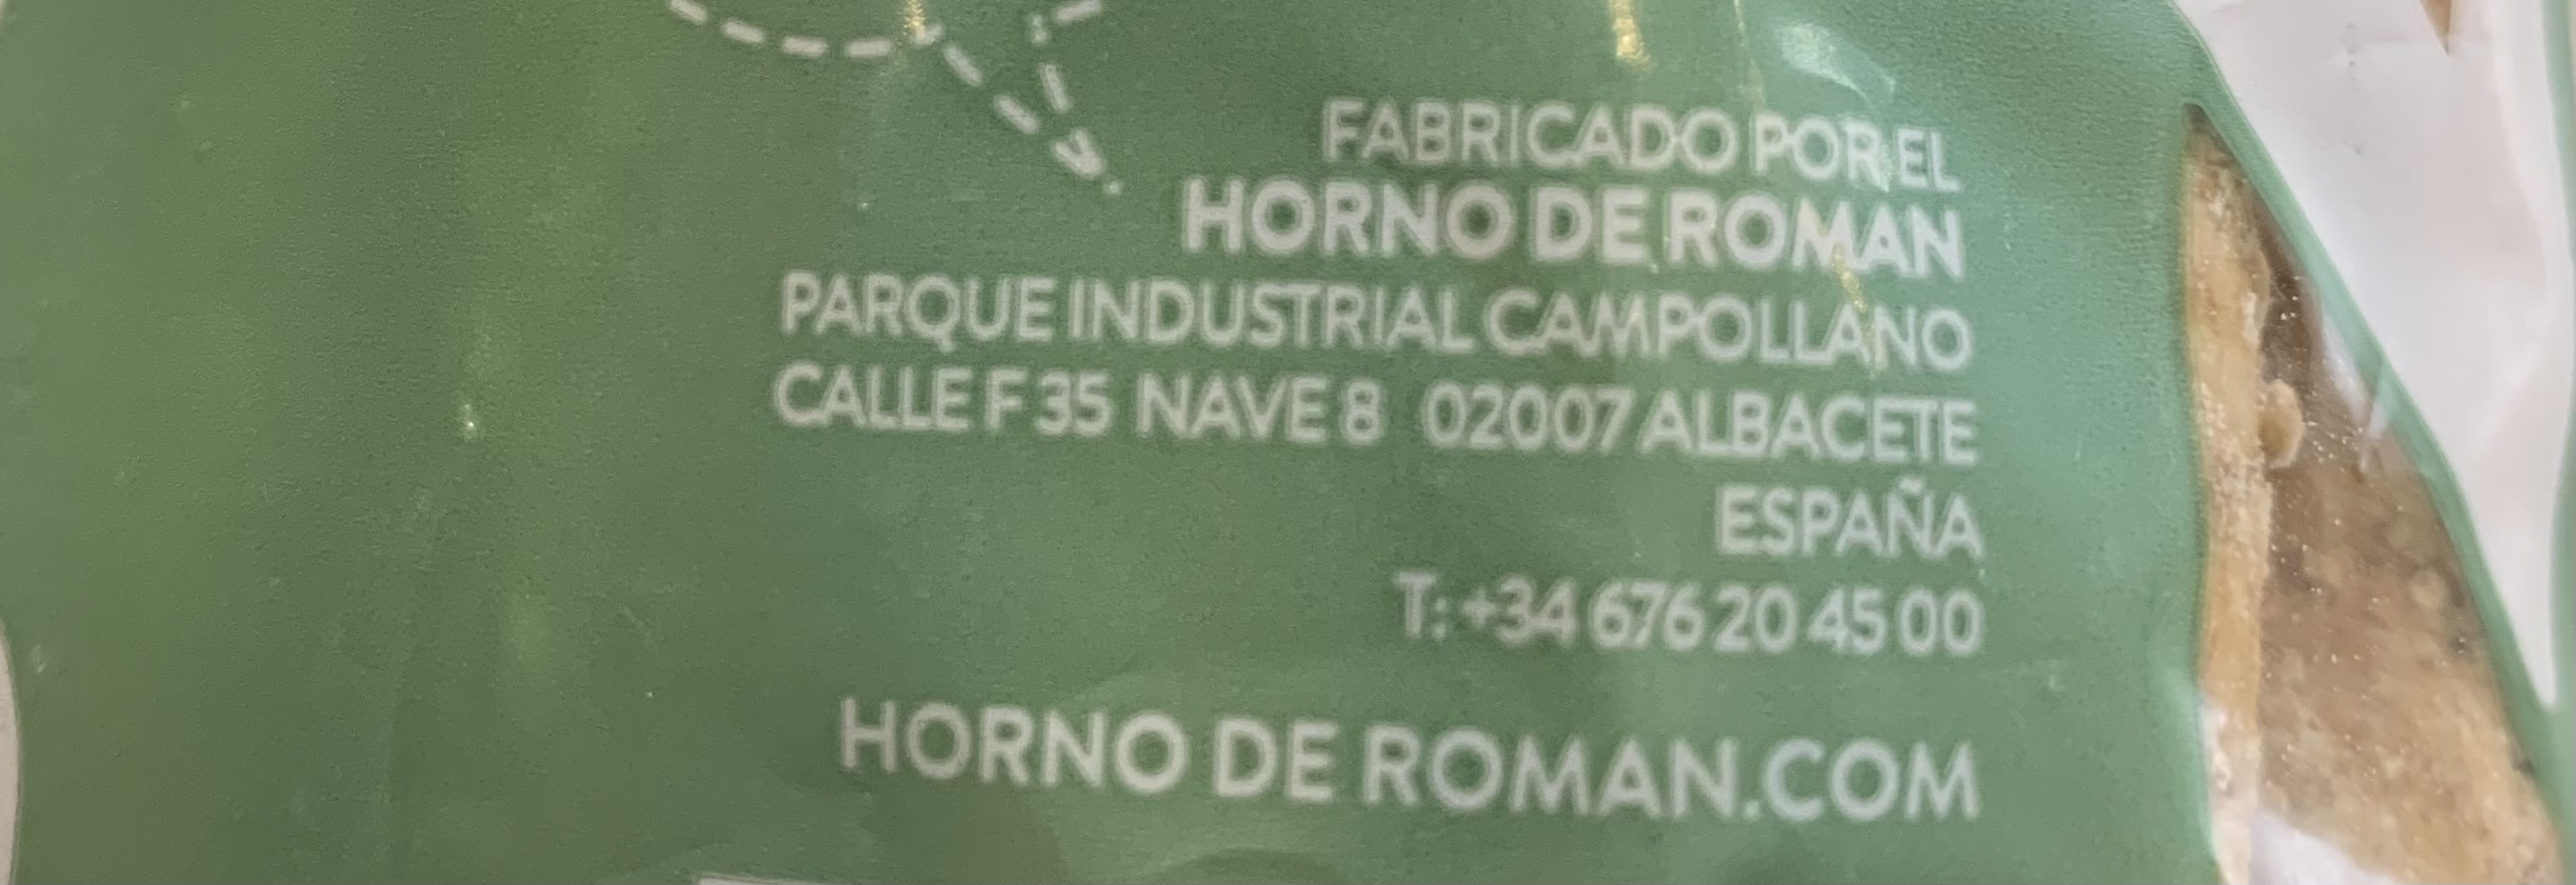 FABRICADO POR EL
HORNO DE ROMAN
PARQUE INDUSTRIAL CAMPOLLANO
CALLE F 35 NAVE 8 02007 ALBACETE
ESPAÑA
T: +34 676 20 45 00
HORNO DE ROMAN.COM